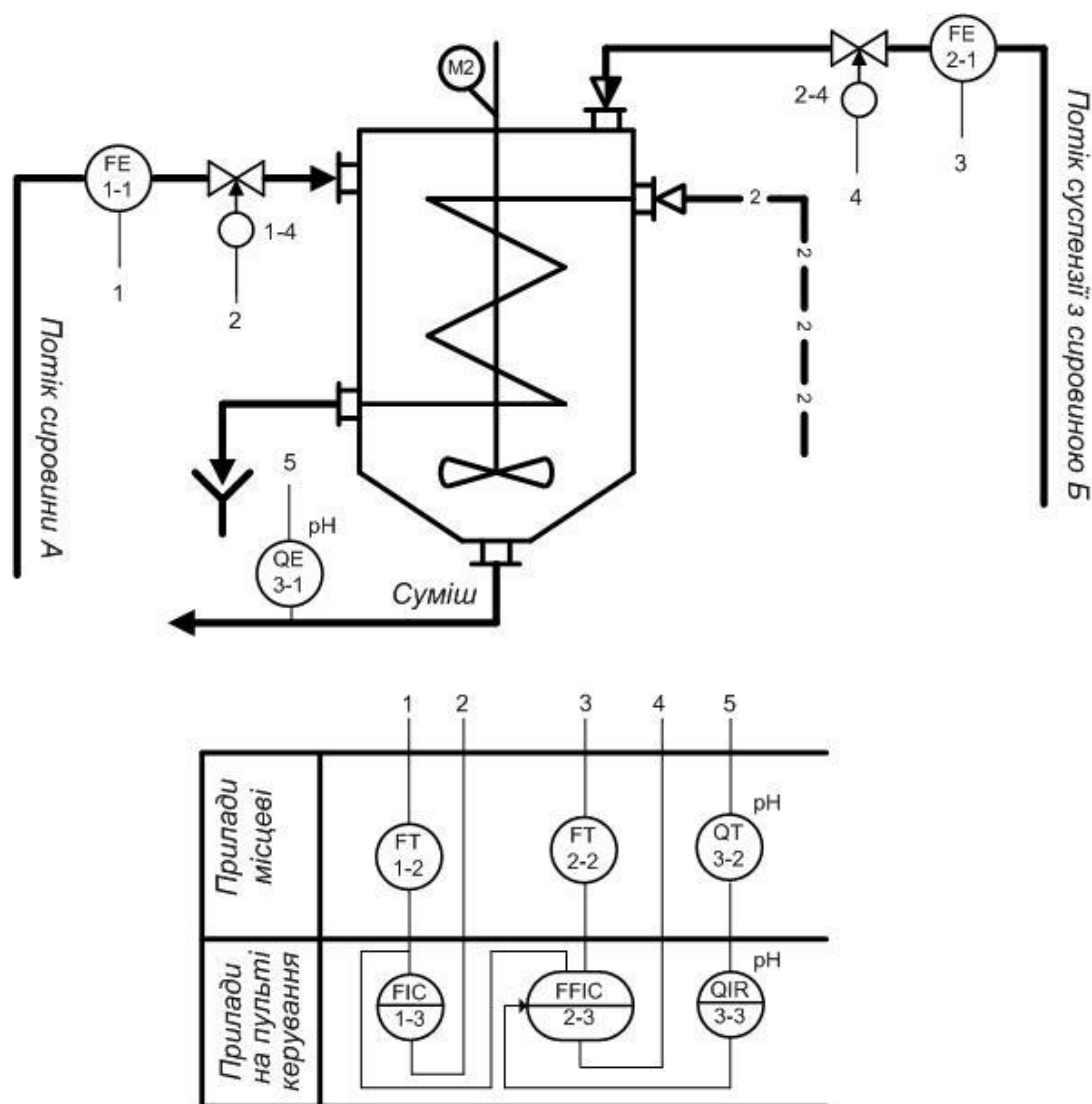 M2
FE
2-1
2-4
3
4
FE
1-1
1-4
1
2
2
2
2
2
Потік сировини А
Потік суспензії з сировиною Б
5
pH
QE
3-1
Суміш
1
2
3
4
5
Прилади
місцеві
FT
1-2
FT
2-2
pH
QT
3-2
Прилади
на пульті
керування
FIC
1-3
FFIC
2-3
pH
QIR
3-3